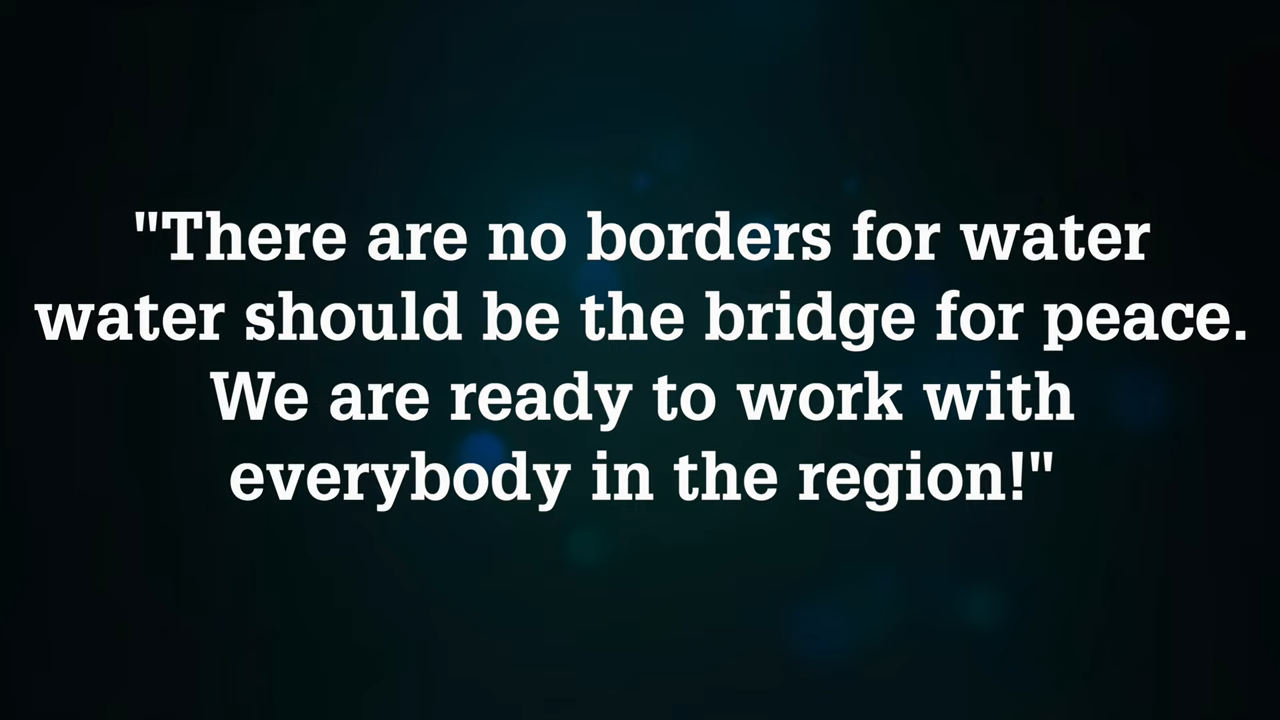 "There are no borders for water
water should be the bridge for peace.
We are ready to work with
everybody in the region!"